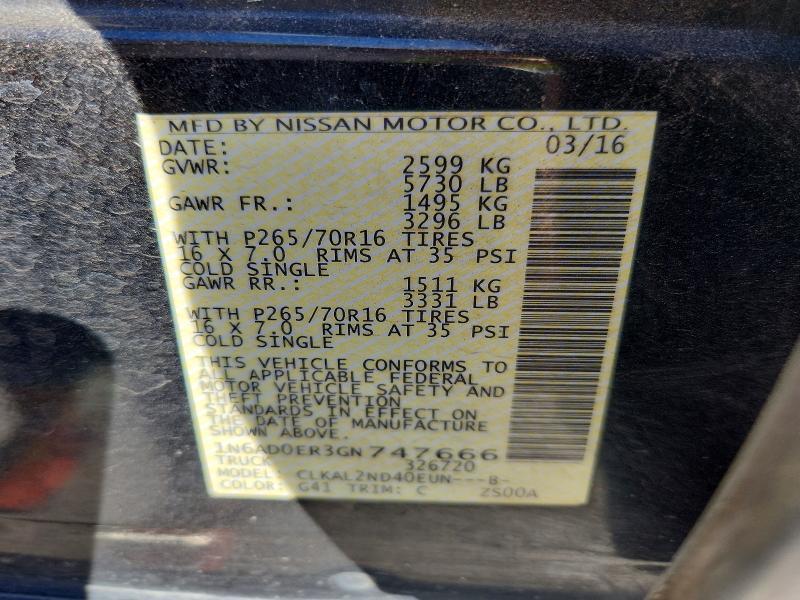 MFD BY NISSAN MOTOR CO., LTD.
DATE: 03/16
GVWR: 2599 KG
5730 LB
GAWR FR.: 1495 KG
3296 LB
WITH P265/70R16 TIRES
16 X 7.0 RIMS AT 35 PSI
COLD SINGLE
GAWR RR.: 1511 KG
3331 LB
WITH P265/70R16 TIRES
16 X 7.0 RIMS AT 35 PSI
COLD SINGLE
THIS VEHICLE CONFORMS TO
ALL APPLICABLE FEDERAL
MOTOR VEHICLE SAFETY AND
THEFT PREVENTION
STANDARDS IN EFFECT ON
THE DATE OF MANUFACTURE
SHOWN ABOVE.
1N6AD0ER3GN747666
TRUCK 326720
MODEL: CLKAL2ND40EUN---B-
COLOR: G41 TRIM: C ZS00A